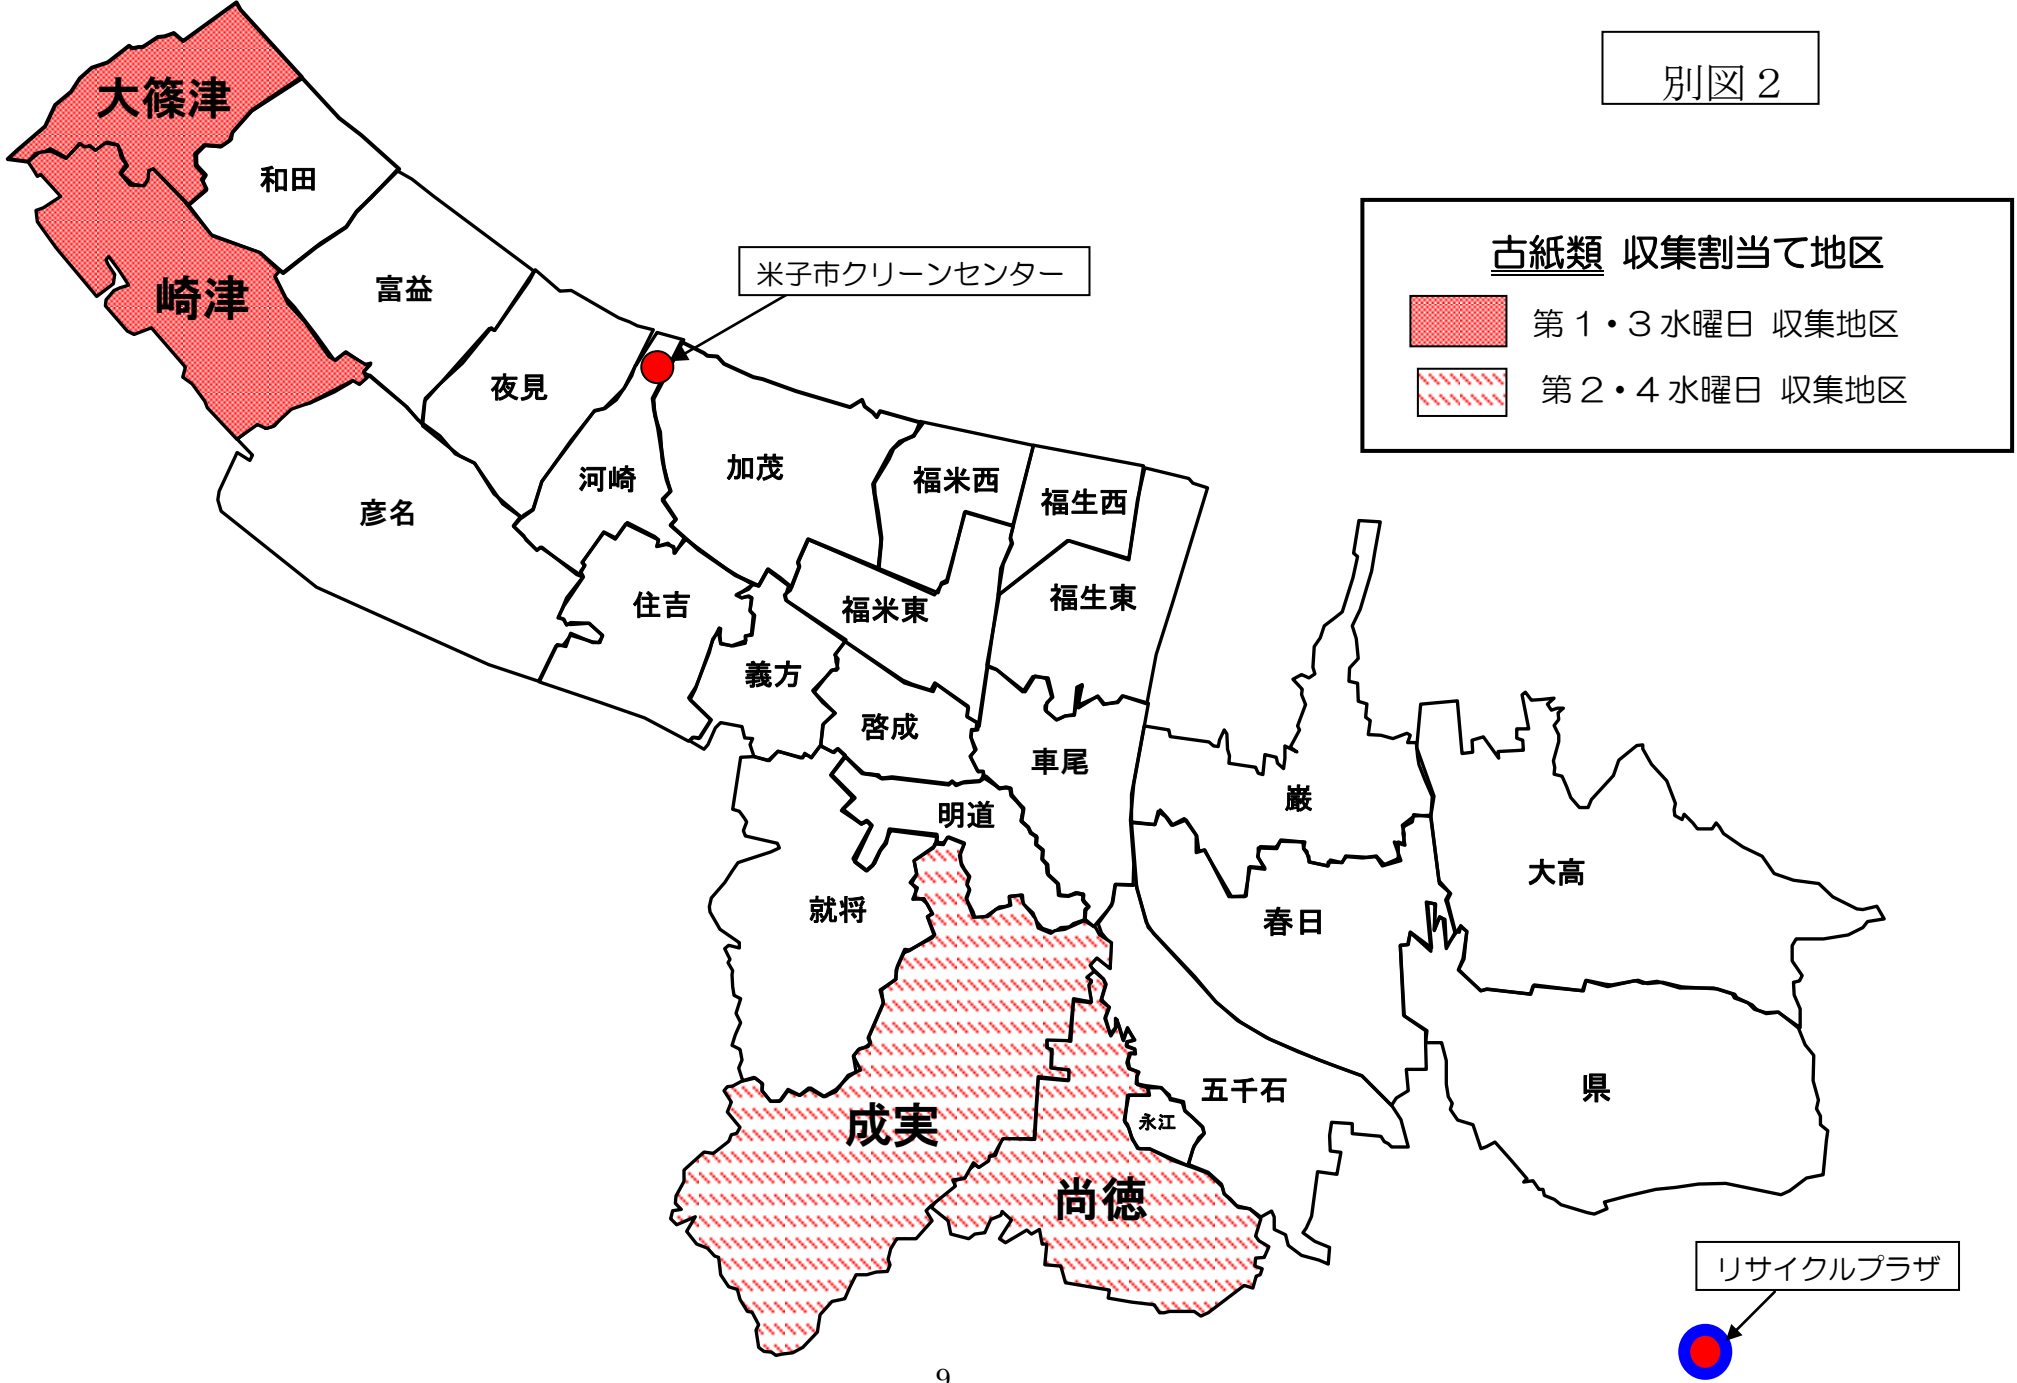 別図２
大篠津
和田
古紙類 収集割当て地区
米子市クリーンセンター
富益
崎津
第１・３水曜日 収集地区
夜見
第２・４水曜日 収集地区
加茂
河崎
福米西
福生西
彦名
住吉
福米東
福生東
義方
啓成
車尾
巌
明道
大高
就将
春日
五千石
県
成実
永江
尚徳
リサイクルプラザ
9